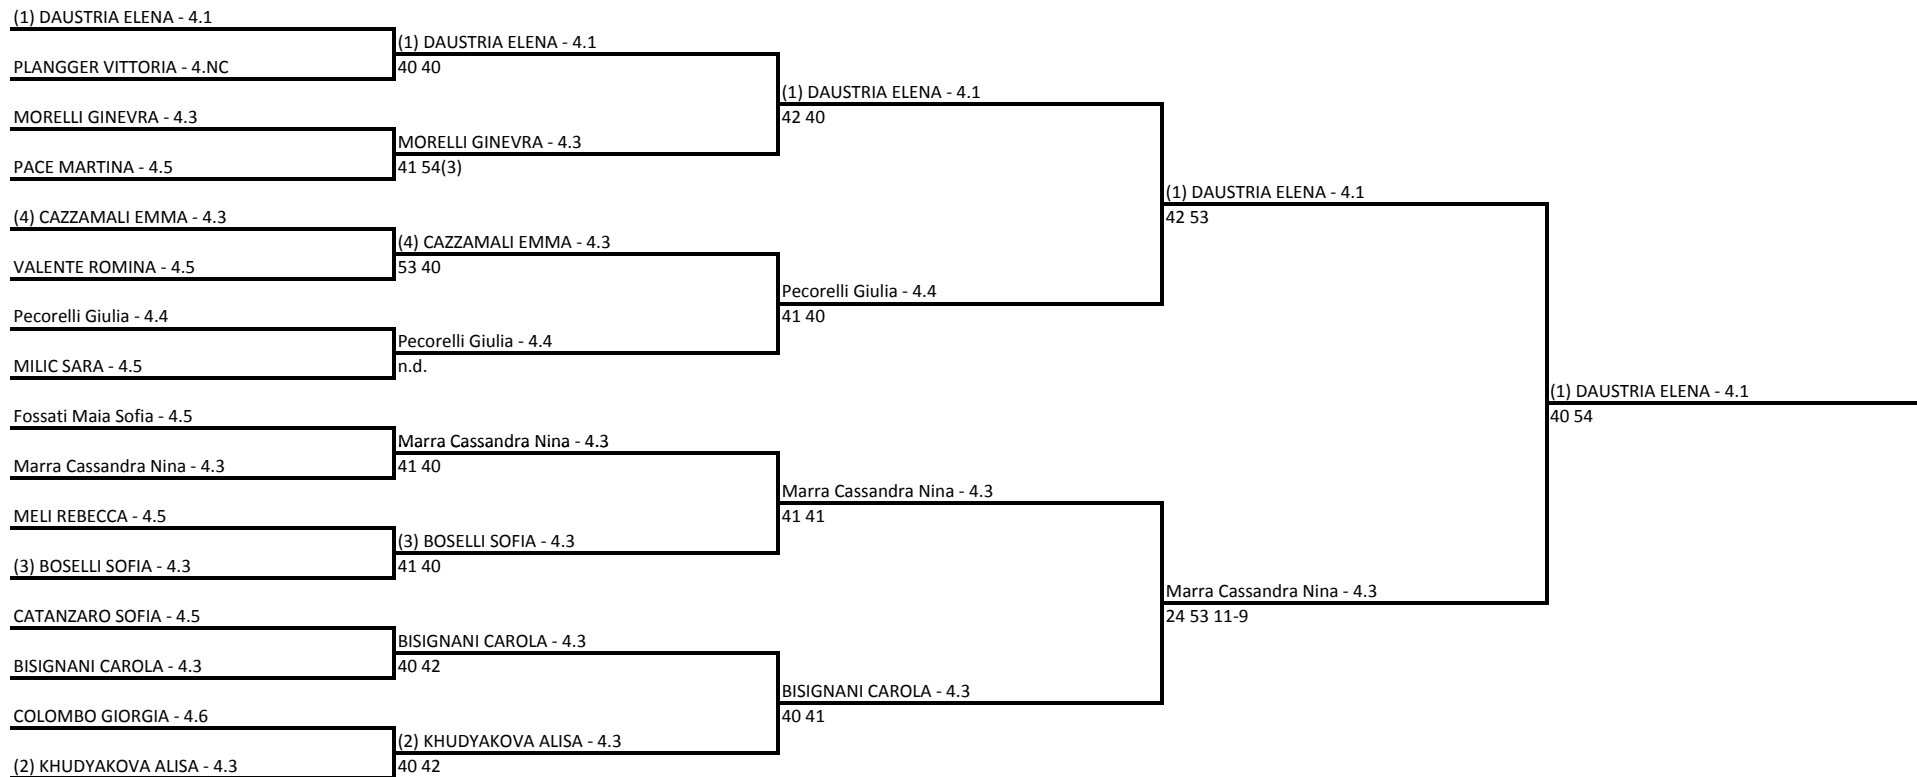 (1) DAUSTRIA ELENA - 4.1
(1) DAUSTRIA ELENA - 4.1
PLANGGER VITTORIA - 4.NC
40 40
(1) DAUSTRIA ELENA - 4.1
MORELLI GINEVRA - 4.3
42 40
MORELLI GINEVRA - 4.3
PACE MARTINA - 4.5
41 54(3)
(1) DAUSTRIA ELENA - 4.1
(4) CAZZAMALI EMMA - 4.3
42 53
(4) CAZZAMALI EMMA - 4.3
VALENTE ROMINA - 4.5
53 40
Pecorelli Giulia - 4.4
Pecorelli Giulia - 4.4
41 40
Pecorelli Giulia - 4.4
MILIC SARA - 4.5
n.d.
(1) DAUSTRIA ELENA - 4.1
Fossati Maia Sofia - 4.5
40 54
Marra Cassandra Nina - 4.3
Marra Cassandra Nina - 4.3
41 40
Marra Cassandra Nina - 4.3
MELI REBECCA - 4.5
41 41
(3) BOSELLI SOFIA - 4.3
(3) BOSELLI SOFIA - 4.3
41 40
Marra Cassandra Nina - 4.3
CATANZARO SOFIA - 4.5
24 53 11-9
BISIGNANI CAROLA - 4.3
BISIGNANI CAROLA - 4.3
40 42
BISIGNANI CAROLA - 4.3
COLOMBO GIORGIA - 4.6
40 41
(2) KHUDYAKOVA ALISA - 4.3
(2) KHUDYAKOVA ALISA - 4.3
40 42